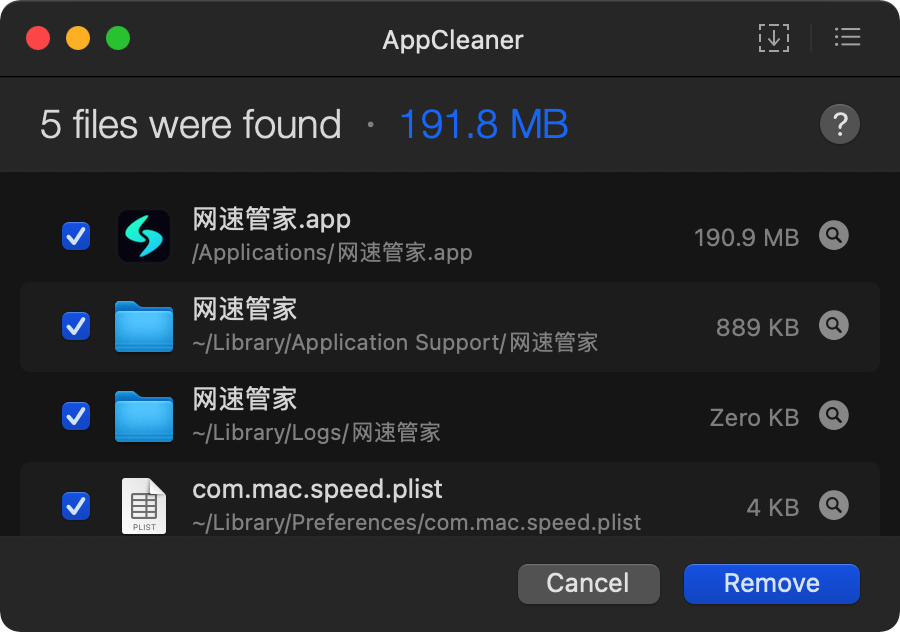 AppCleaner
5 files were found · 191.8 MB
?
网速管家.app
/Applications/网速管家.app
190.9 MB
网速管家
~/Library/Application Support/网速管家
889 KB
网速管家
~/Library/Logs/网速管家
Zero KB
com.mac.speed.plist
~/Library/Preferences/com.mac.speed.plist
4 KB
PLIST
Cancel
Remove